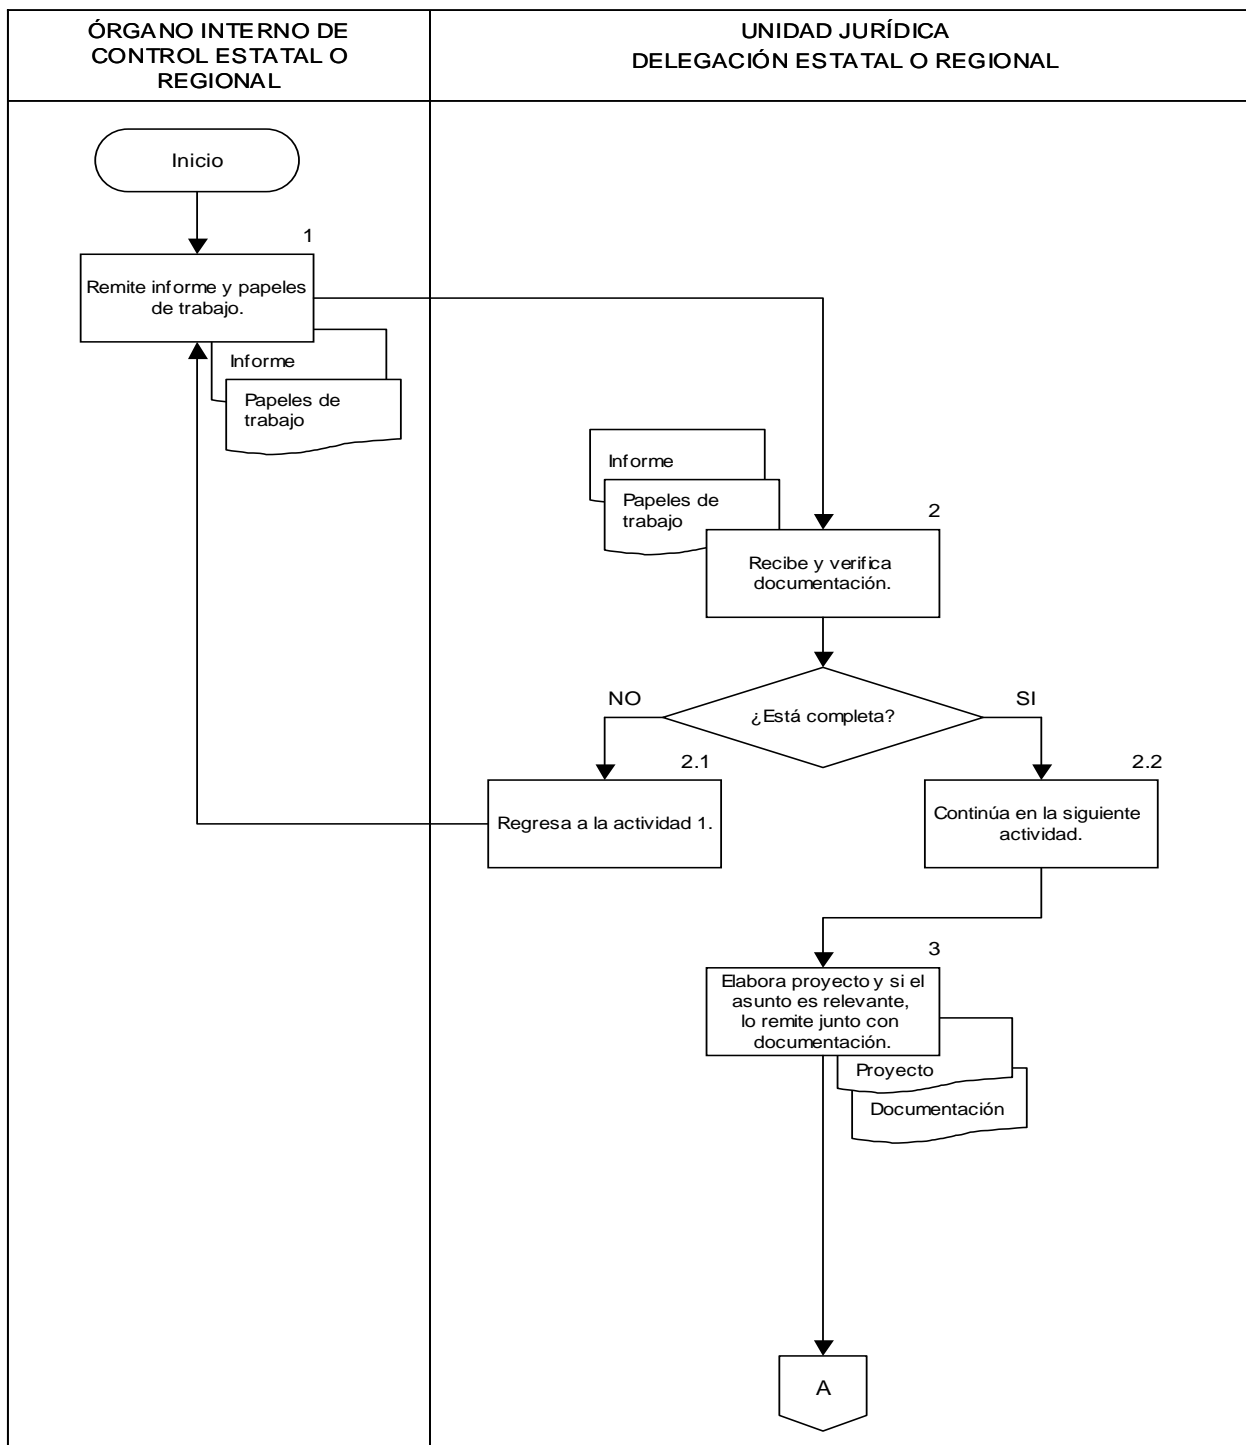 ÓRGANO INTERNO DE
CONTROL ESTATAL O
REGIONAL
UNIDAD JURÍDICA
DELEGACIÓN ESTATAL O REGIONAL
Inicio
1
Remite informe y papeles
de trabajo.
Informe
Papeles de
trabajo
Informe
Papeles de
trabajo
2
Recibe y verifica
documentación.
¿Está completa?
NO
SI
2.1
Regresa a la actividad 1.
2.2
Continúa en la siguiente
actividad.
3
Elabora proyecto y si el
asunto es relevante,
lo remite junto con
documentación.
Proyecto
Documentación
A